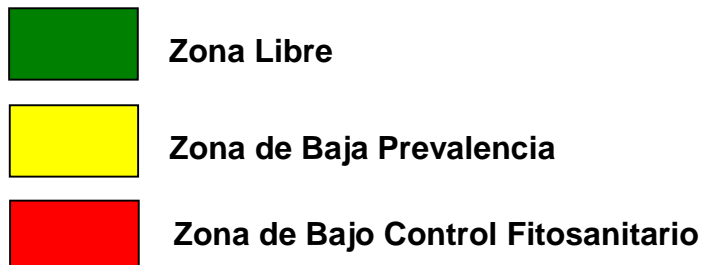 Zona Libre
Zona de Baja Prevalencia
Zona de Bajo Control Fitosanitario